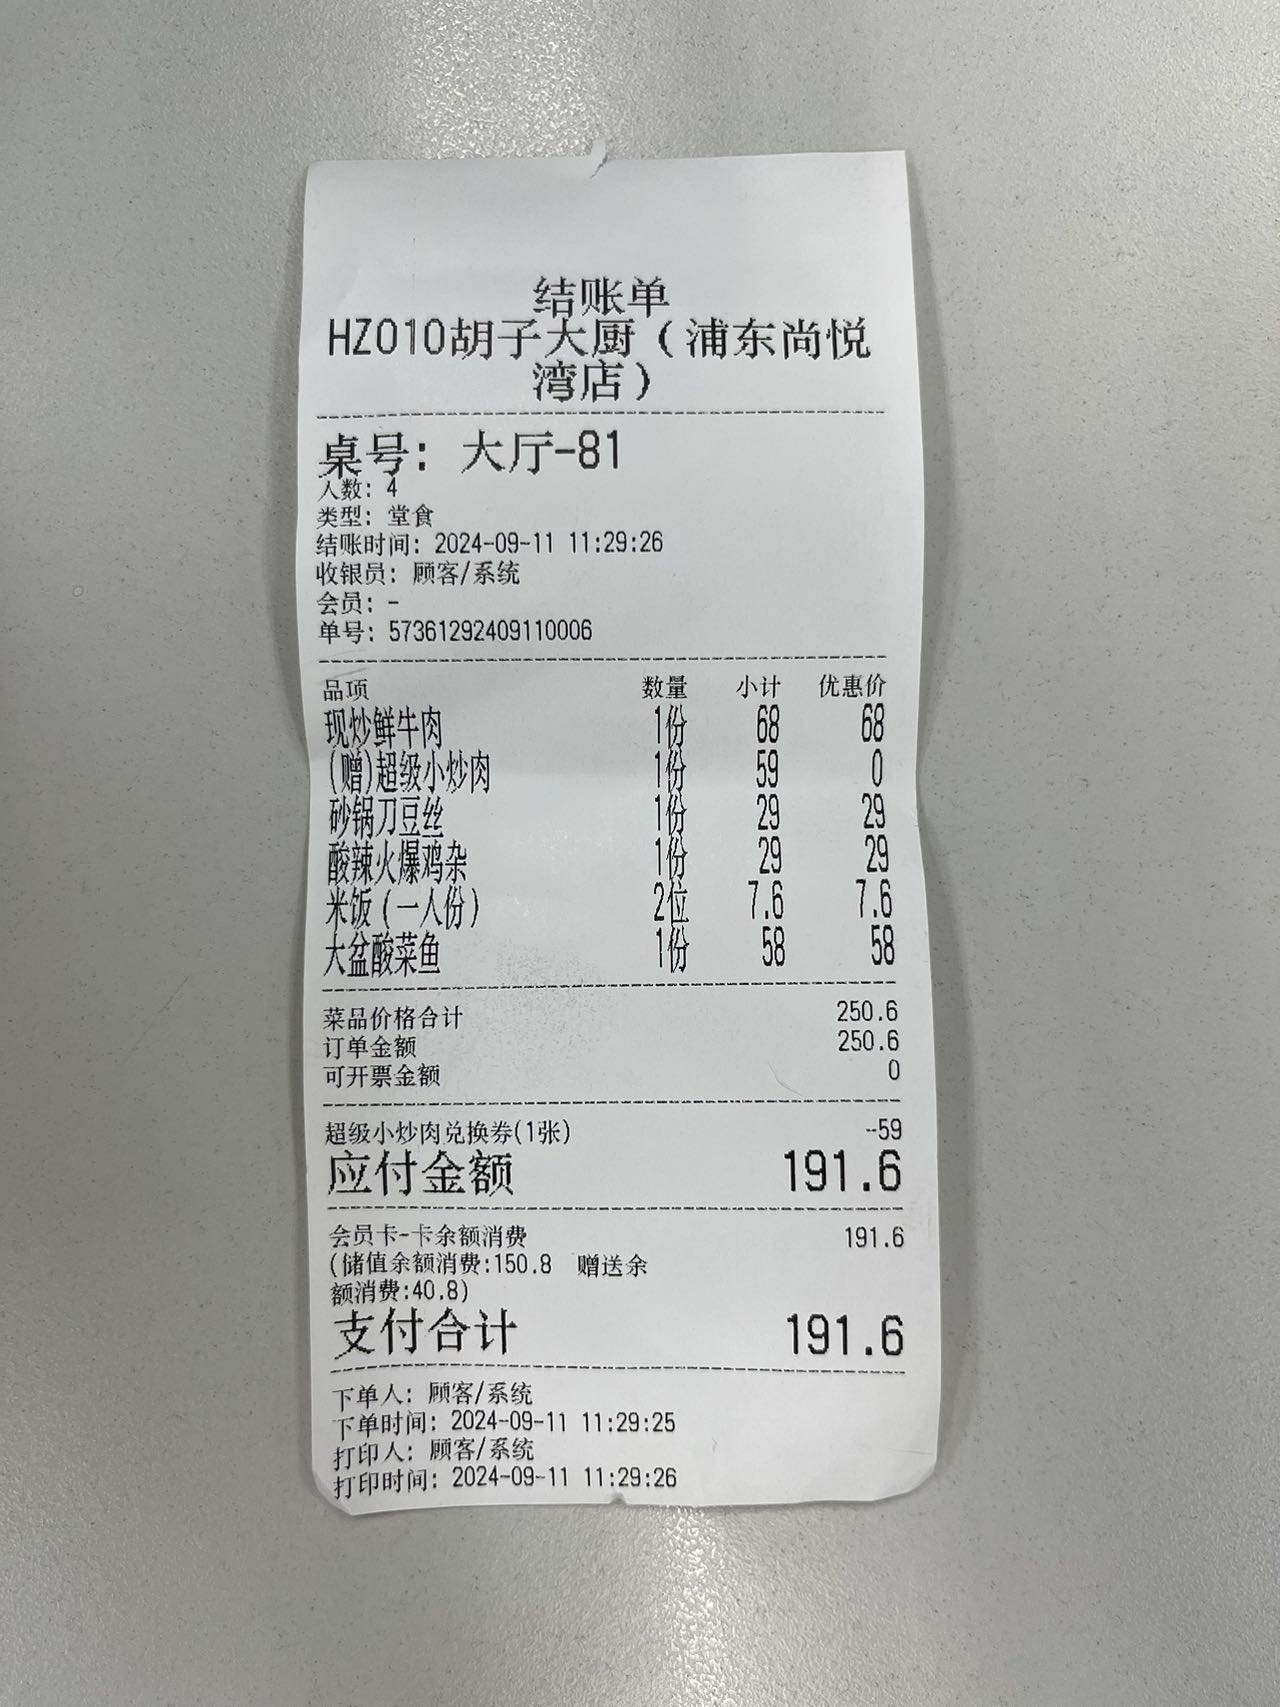 结账单
HZ010胡子大厨（浦东尚悦
湾店）
桌号：大厅-81
人数：4
类型：堂食
结账时间：2024-09-11 11:29:26
收银员：顾客/系统
会员：-
单号：57361292409110006
品项 数量 小计 优惠价
现炒鲜牛肉 1份 68 68
(赠)超级小炒肉 1份 59 0
砂锅刀豆丝 1份 29 29
酸辣火爆鸡杂 1份 29 29
米饭(一人份) 2位 7.6 7.6
大盆酸菜鱼 1份 58 58
菜品价格合计 250.6
订单金额 250.6
可开票金额 0
超级小炒肉兑换券(1张) --59
应付金额 191.6
会员卡-卡余额消费 191.6
(储值余额消费:150.8 赠送余
额消费:40.8)
支付合计 191.6
下单人：顾客/系统
下单时间：2024-09-11 11:29:25
打印人：顾客/系统
打印时间：2024-09-11 11:29:26